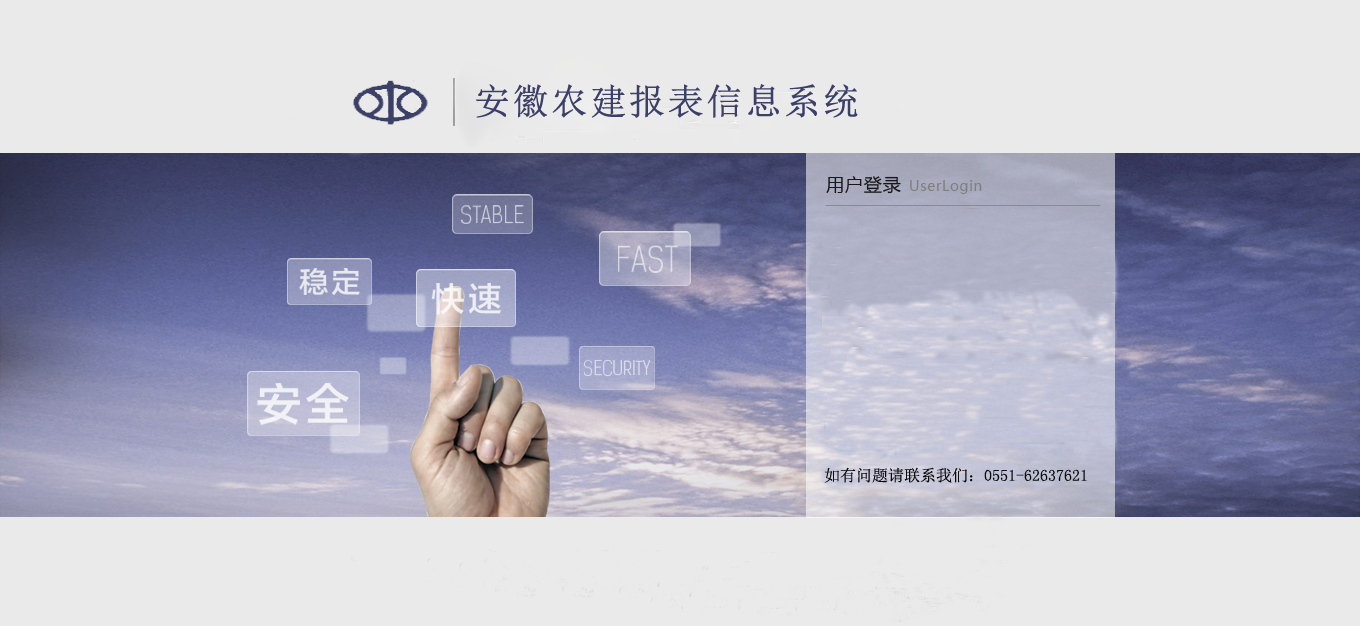 安徽农建报表信息系统
用户登录 UserLogin
STABLE
FAST
稳定
快速
SECURITY
安全
如有问题请联系我们：0551-62637621